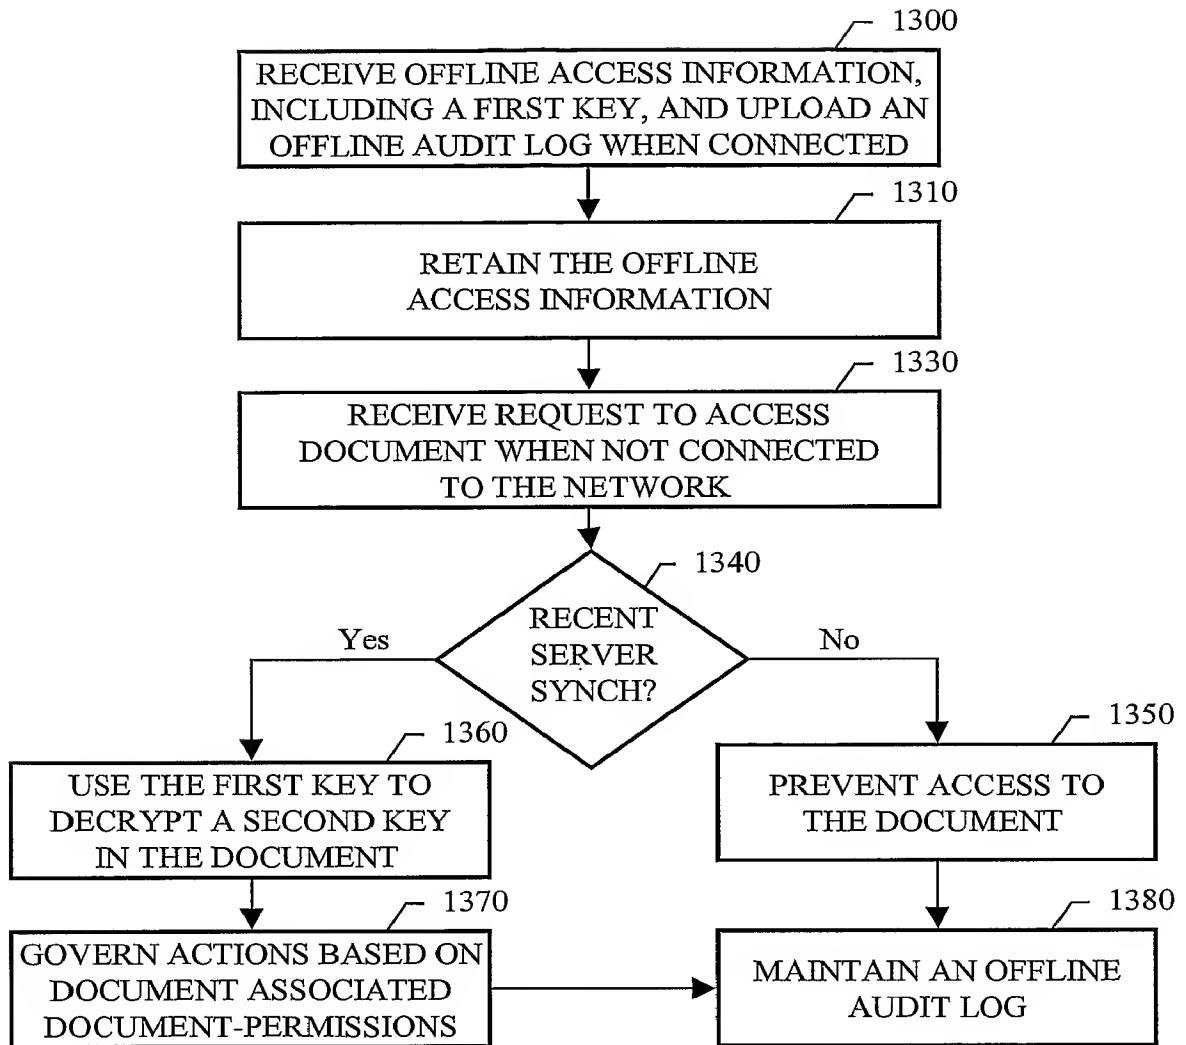 1300
RECEIVE OFFLINE ACCESS INFORMATION,
INCLUDING A FIRST KEY, AND UPLOAD AN
OFFLINE AUDIT LOG WHEN CONNECTED
1310
RETAIN THE OFFLINE
ACCESS INFORMATION
1330
RECEIVE REQUEST TO ACCESS
DOCUMENT WHEN NOT CONNECTED
TO THE NETWORK
1340
RECENT
SERVER
SYNCH?
Yes
No
1360
USE THE FIRST KEY TO
DECRYPT A SECOND KEY
IN THE DOCUMENT
1350
PREVENT ACCESS TO
THE DOCUMENT
1370
GOVERN ACTIONS BASED ON
DOCUMENT ASSOCIATED
DOCUMENT-PERMISSIONS
1380
MAINTAIN AN OFFLINE
AUDIT LOG